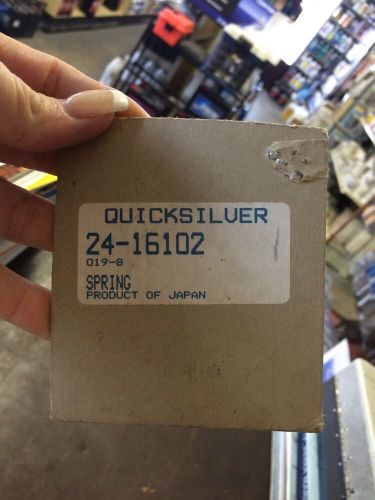 QUICKSILVER
24-16102
019-8
SPRING
PRODUCT OF JAPAN